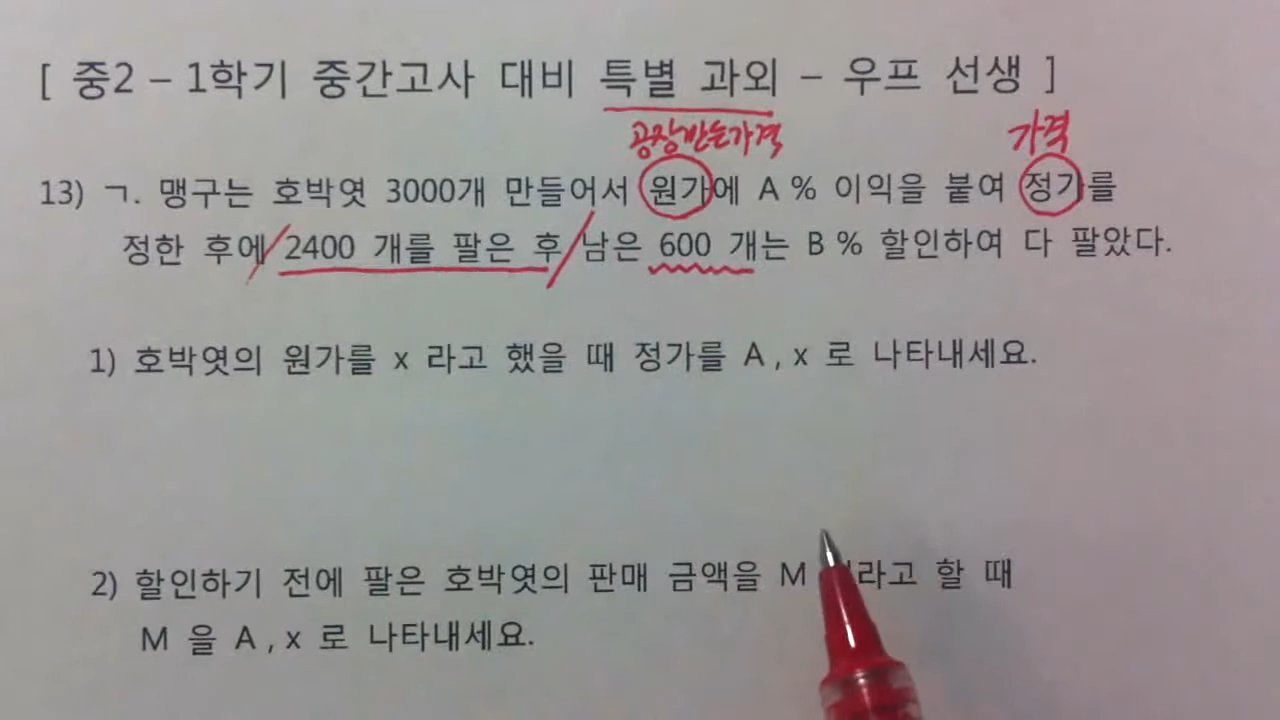 [ 중2 – 1학기 중간고사 대비 특별 과외 – 우프 선생 ]
공장받는가격 가격
13) ㄱ. 맹구는 호박엿 3000개 만들어서 원가에 A % 이익을 붙여 정가를
정한 후에 2400 개를 팔은 후 남은 600 개는 B % 할인하여 다 팔았다.
1) 호박엿의 원가를 x 라고 했을 때 정가를 A , x 로 나타내세요.
2) 할인하기 전에 팔은 호박엿의 판매 금액을 M 라고 할 때
M 을 A , x 로 나타내세요.